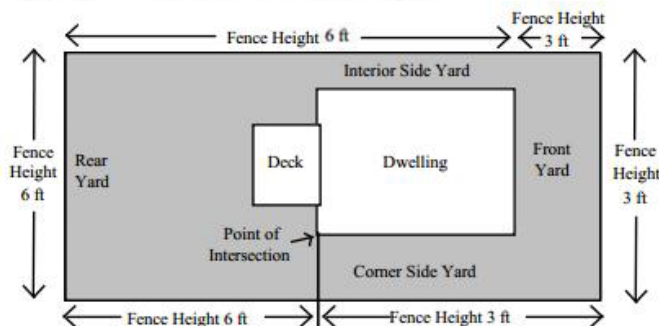 Fence Height 6 ft
Fence Height
3 ft
Interior Side Yard
Fence
Height
6 ft
Rear
Yard
Deck
Dwelling
Front
Yard
Fence
Height
3 ft
Point of
Intersection
Corner Side Yard
Fence Height 6 ft
Fence Height 3 ft